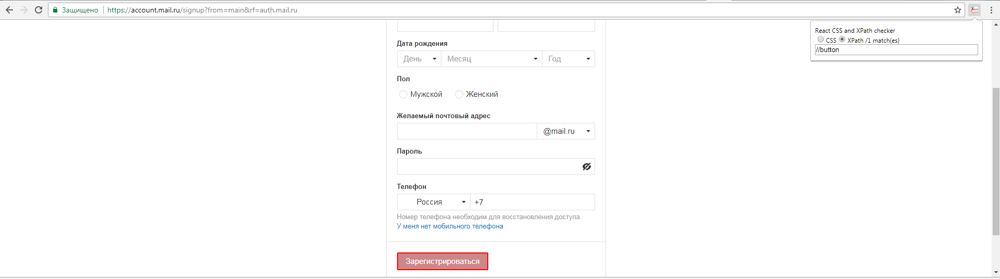 Защищено https://account.mail.ru/signup?from=main&rf=auth.mail.ru
React CSS and XPath checker
CSS XPath /1 match(es)
//button
Дата рождения
День Месяц Год
Пол
Мужской Женский
Желаемый почтовый адрес
@mail.ru
Пароль
Телефон
Россия +7
Номер телефона необходим для восстановления доступа.
У меня нет мобильного телефона
Зарегистрироваться